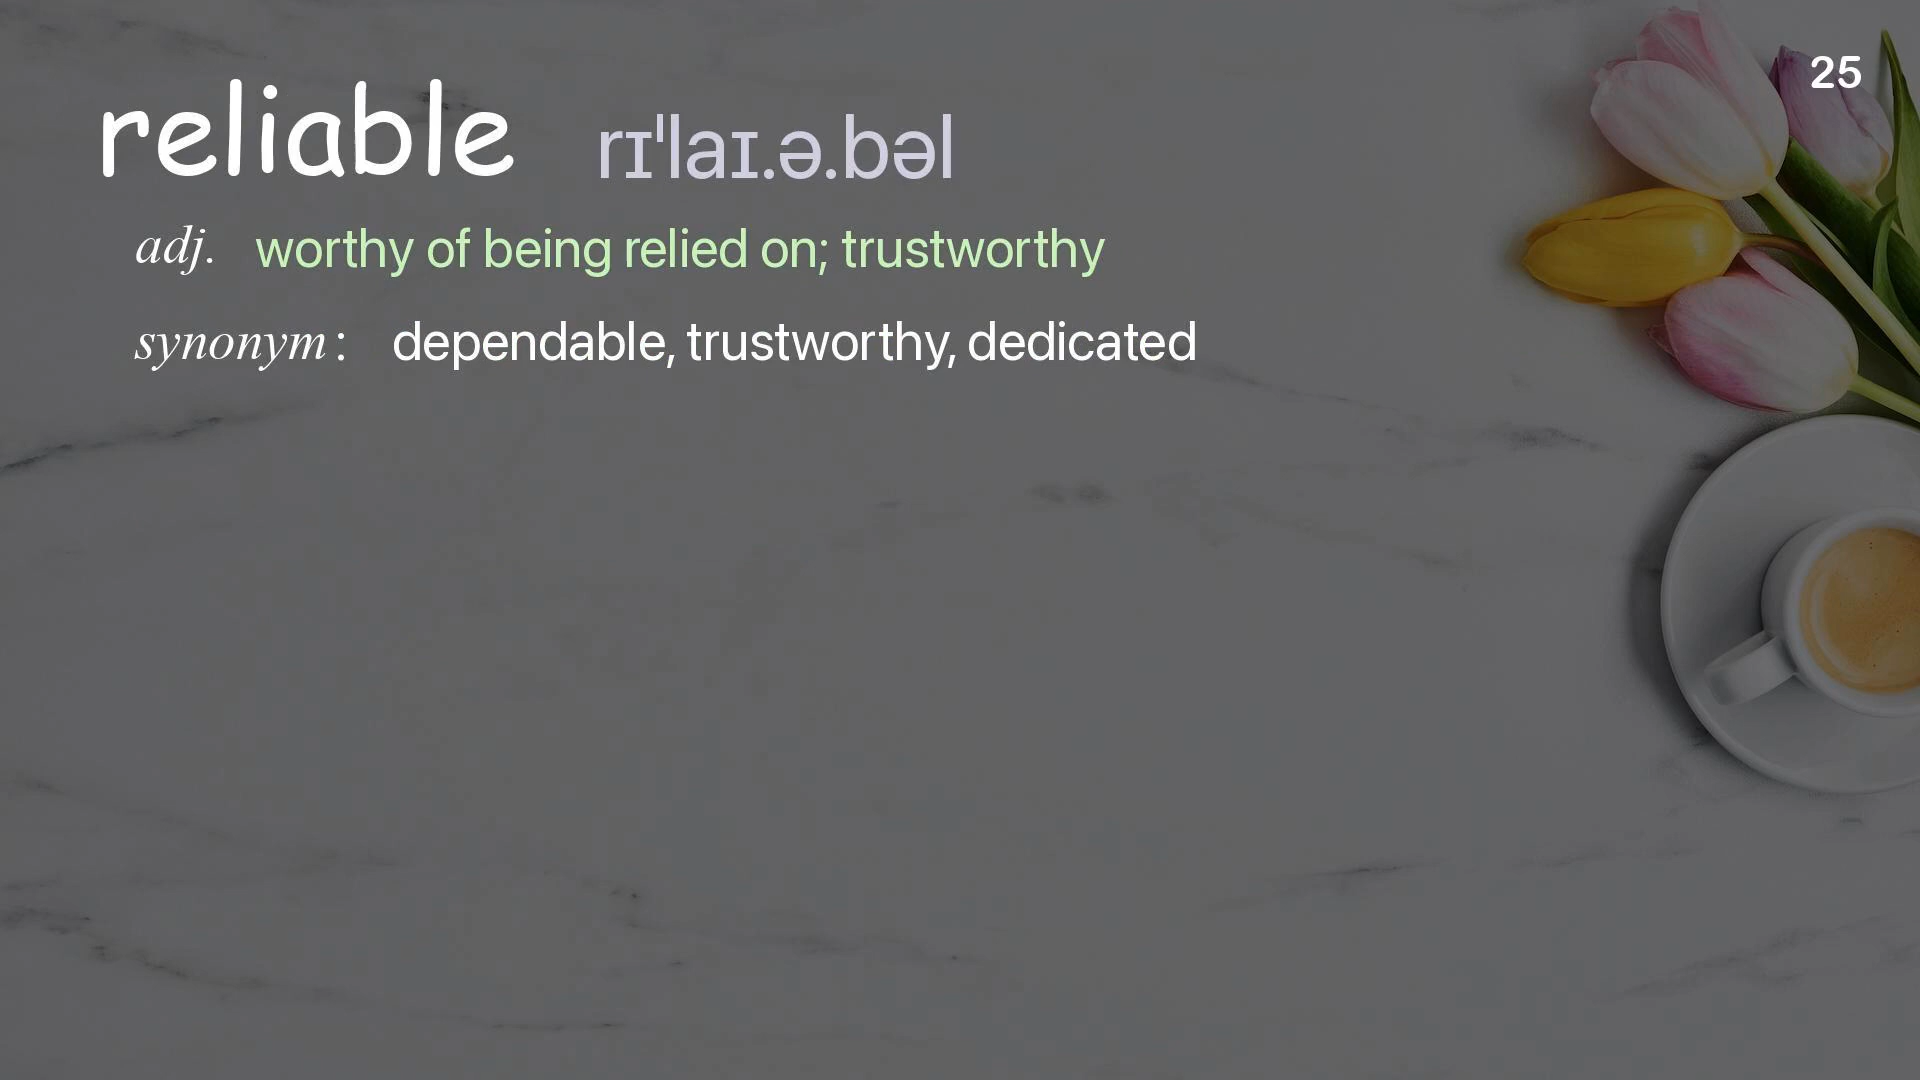 25
reliable rɪˈlaɪ.ə.bəl
adj. worthy of being relied on; trustworthy
synonym: dependable, trustworthy, dedicated